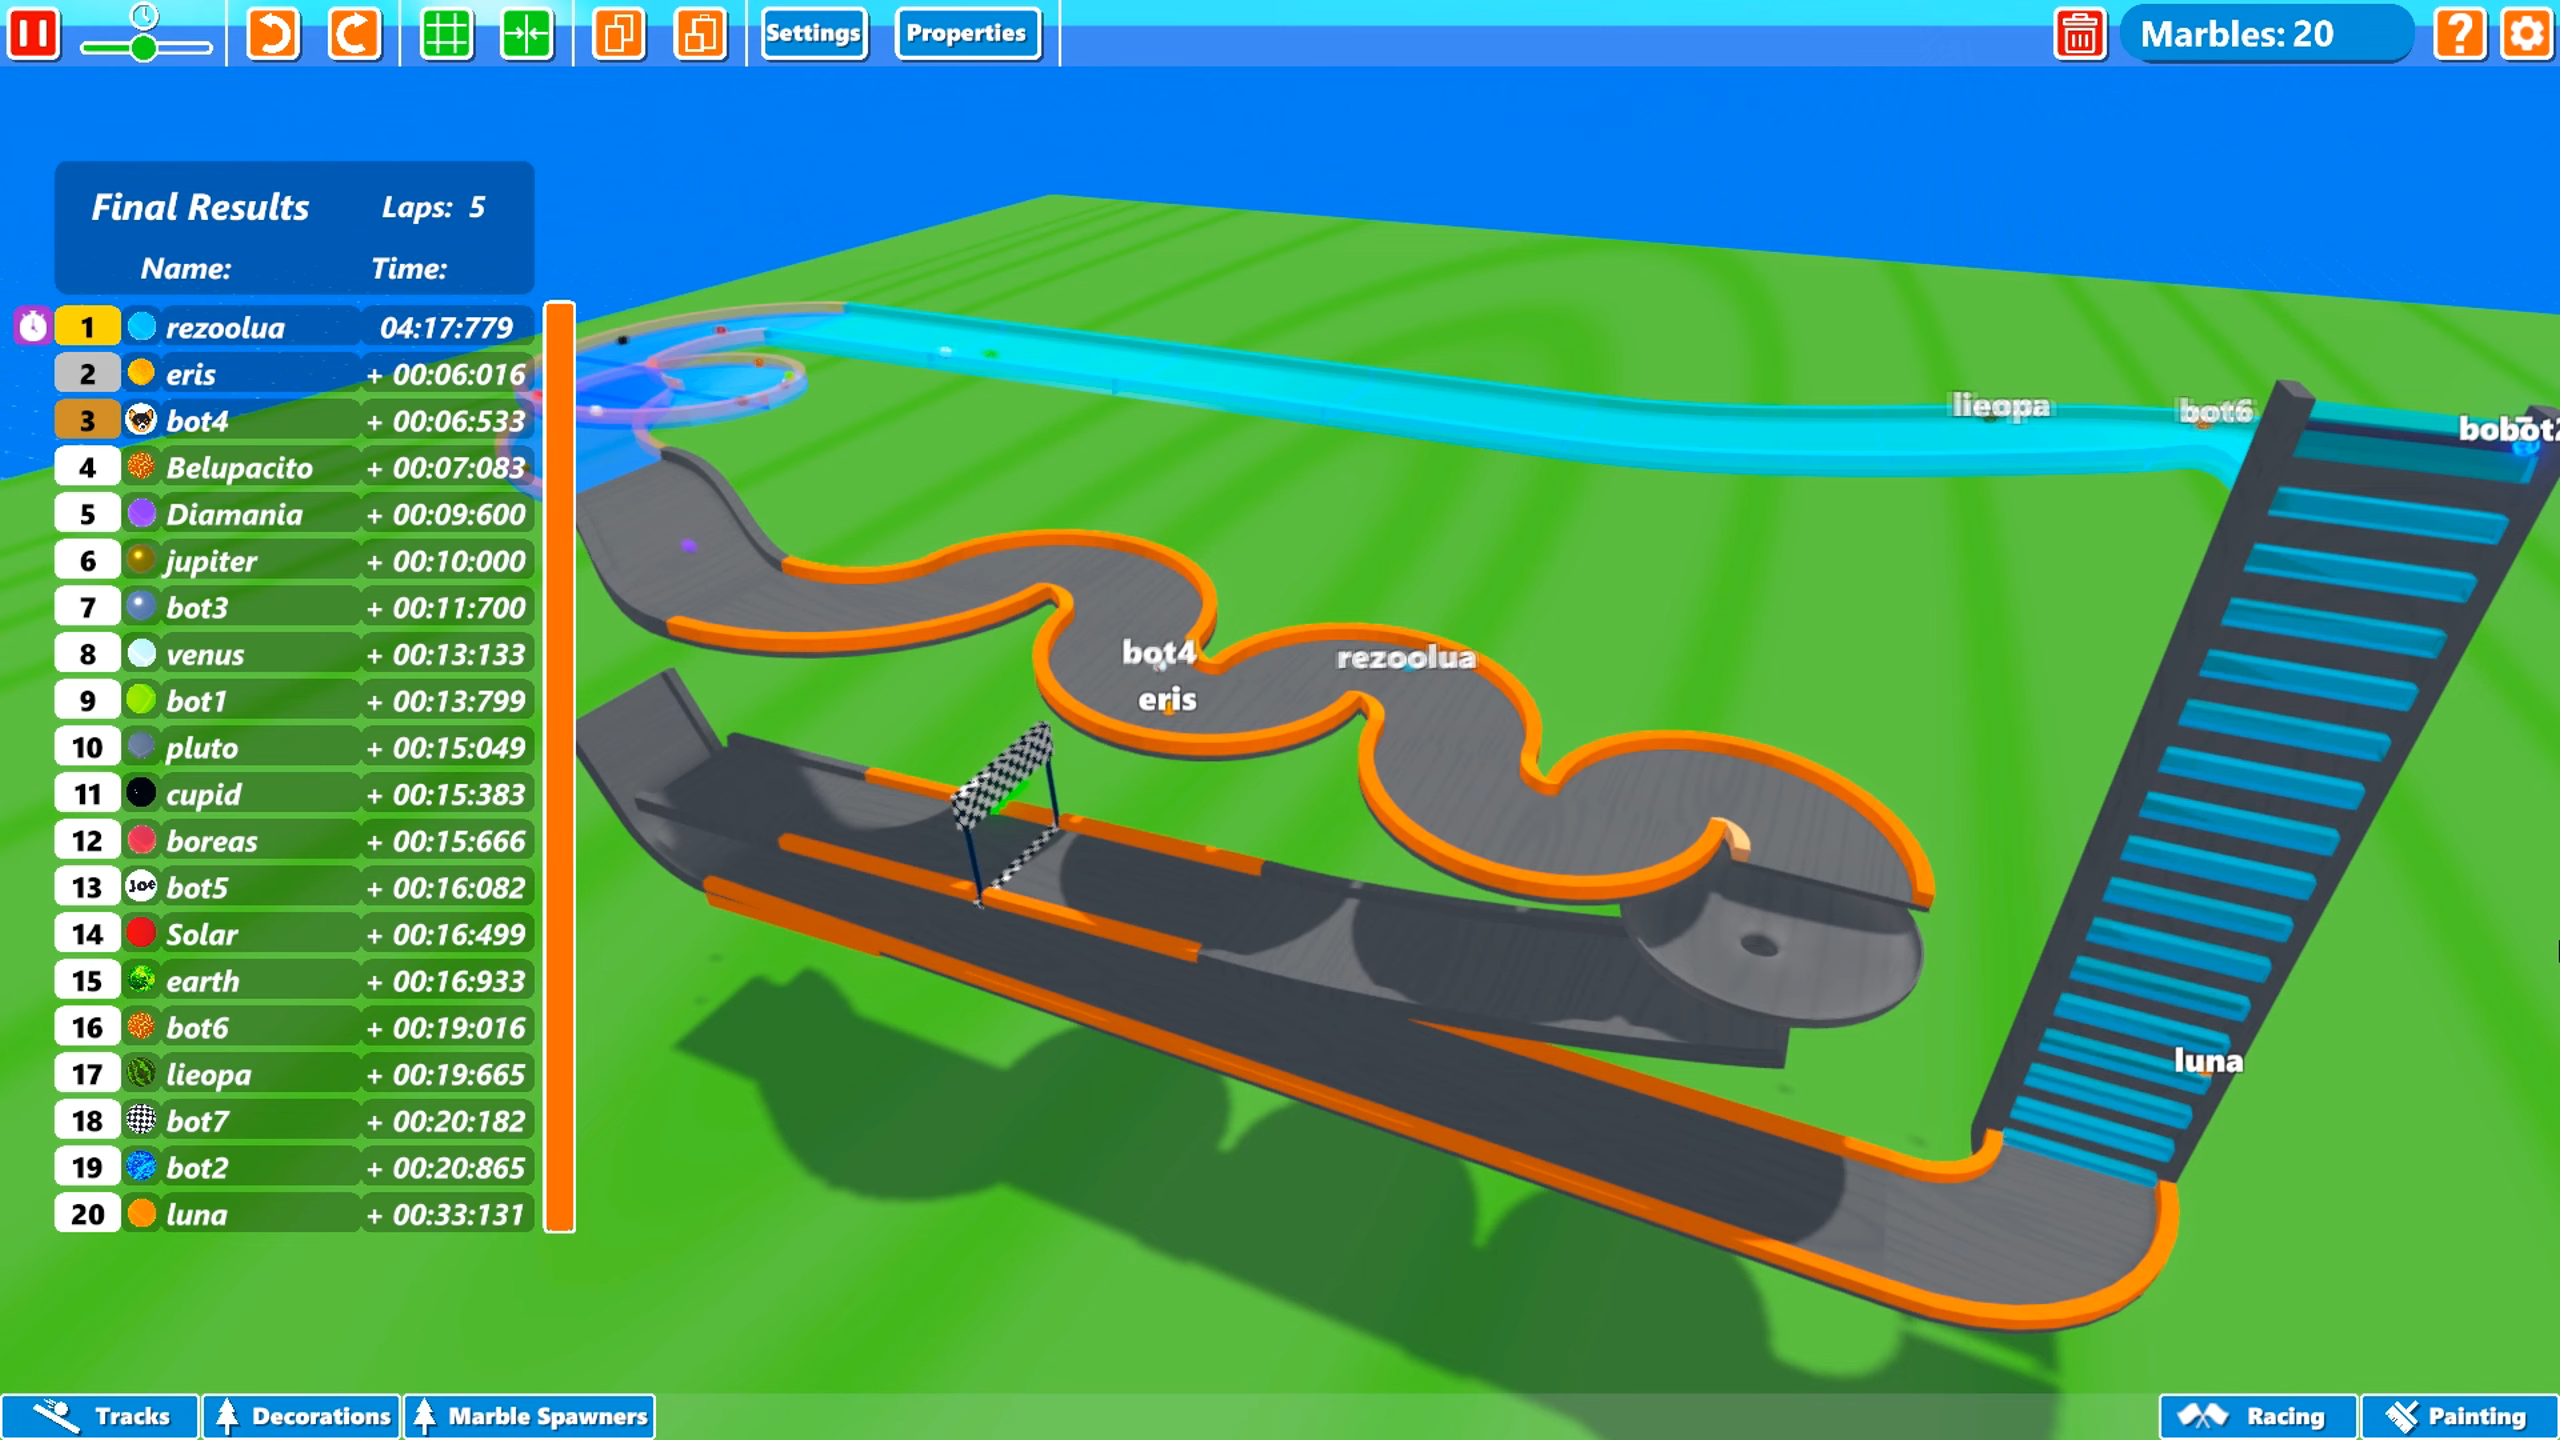 Settings
Properties
Marbles: 20
?
Final Results Laps: 5
Name: Time:
1 rezoolua 04:17:779
2 eris + 00:06:016
3 bot4 + 00:06:533
4 Belupacito + 00:07:083
5 Diamania + 00:09:600
6 jupiter + 00:10:000
7 bot3 + 00:11:700
8 venus + 00:13:133
9 bot1 + 00:13:799
10 pluto + 00:15:049
11 cupid + 00:15:383
12 boreas + 00:15:666
13 Joe bot5 + 00:16:082
14 Solar + 00:16:499
15 earth + 00:16:933
16 bot6 + 00:19:016
17 lieopa + 00:19:665
18 bot7 + 00:20:182
19 bot2 + 00:20:865
20 luna + 00:33:131
lieopa
bot6
bot4
rezoolua
eris
luna
Tracks
Decorations
Marble Spawners
Racing
Painting